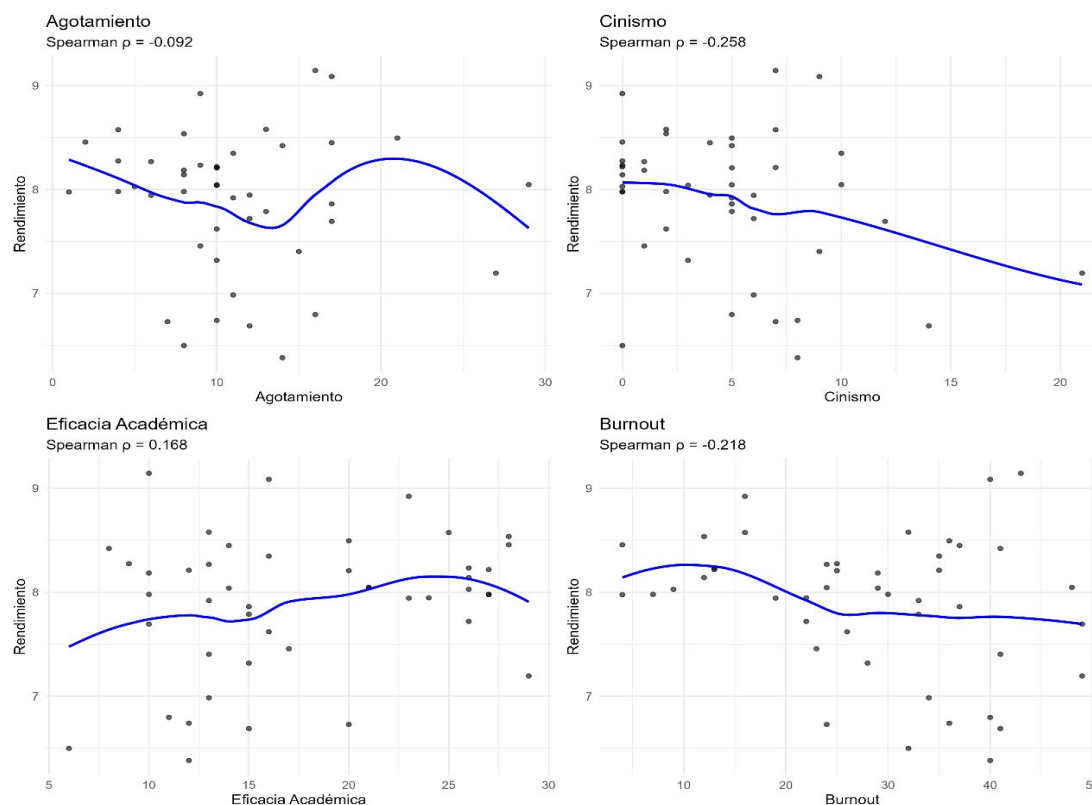 Agotamiento
Spearman ρ = -0.092
9
8
7
Rendimiento
0 10 20 30
Agotamiento
Cinismo
Spearman ρ = -0.258
9
8
7
Rendimiento
0 5 10 15 20
Cinismo
Eficacia Académica
Spearman ρ = 0.168
9
8
7
Rendimiento
5 10 15 20 25 30
Eficacia Académica
Burnout
Spearman ρ = -0.218
9
8
7
Rendimiento
10 20 30 40
Burnout